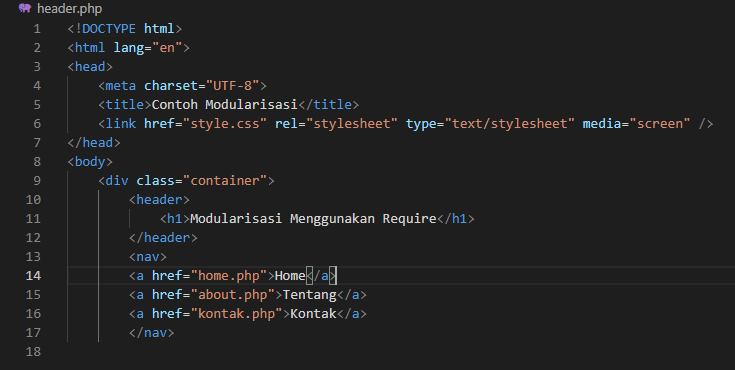 header.php
1 <!DOCTYPE html>
2 <html lang="en">
3 <head>
4     <meta charset="UTF-8">
5     <title>Contoh Modularisasi</title>
6     <link href="style.css" rel="stylesheet" type="text/stylesheet" media="screen" />
7 </head>
8 <body>
9     <div class="container">
10         <header>
11             <h1>Modularisasi Menggunakan Require</h1>
12         </header>
13         <nav>
14         <a href="home.php">Home</a>
15         <a href="about.php">Tentang</a>
16         <a href="kontak.php">Kontak</a>
17         </nav>
18